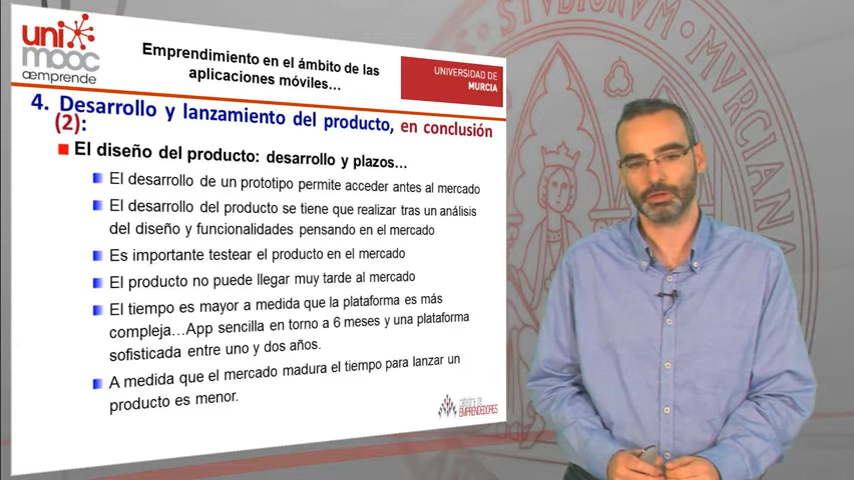 uni
mooc
aemprende
Emprendimiento en el ámbito de las
aplicaciones móviles…
UNIVERSIDAD DE
MURCIA
4. Desarrollo y lanzamiento del producto, en conclusión
(2):
El diseño del producto: desarrollo y plazos…
El desarrollo de un prototipo permite acceder antes al mercado
El desarrollo del producto se tiene que realizar tras un análisis
del diseño y funcionalidades pensando en el mercado
Es importante testear el producto en el mercado
El producto no puede llegar muy tarde al mercado
El tiempo es mayor a medida que la plataforma es más
compleja…App sencilla en torno a 6 meses y una plataforma
sofisticada entre uno y dos años.
A medida que el mercado madura el tiempo para lanzar un
producto es menor.
cátedra de
EMPRENDEDORES
MVRCIANA